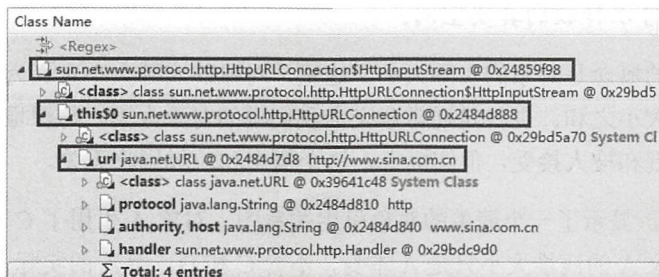 Class Name
<Regex>
sun.net.www.protocol.http.HttpURLConnection$HttpInputStream @ 0x24859f98
<class> class sun.net.www.protocol.http.HttpURLConnection$HttpInputStream @ 0x29bd5
this$0 sun.net.www.protocol.http.HttpURLConnection @ 0x2484d888
<class> class sun.net.www.protocol.http.HttpURLConnection @ 0x29bd5a70 System Cl
url java.net.URL @ 0x2484d7d8 http://www.sina.com.cn
<class> class java.net.URL @ 0x39641c48 System Class
protocol java.lang.String @ 0x2484d810 http
authority, host java.lang.String @ 0x2484d840 www.sina.com.cn
handler sun.net.www.protocol.http.Handler @ 0x29bdc9d0
Σ Total: 4 entries